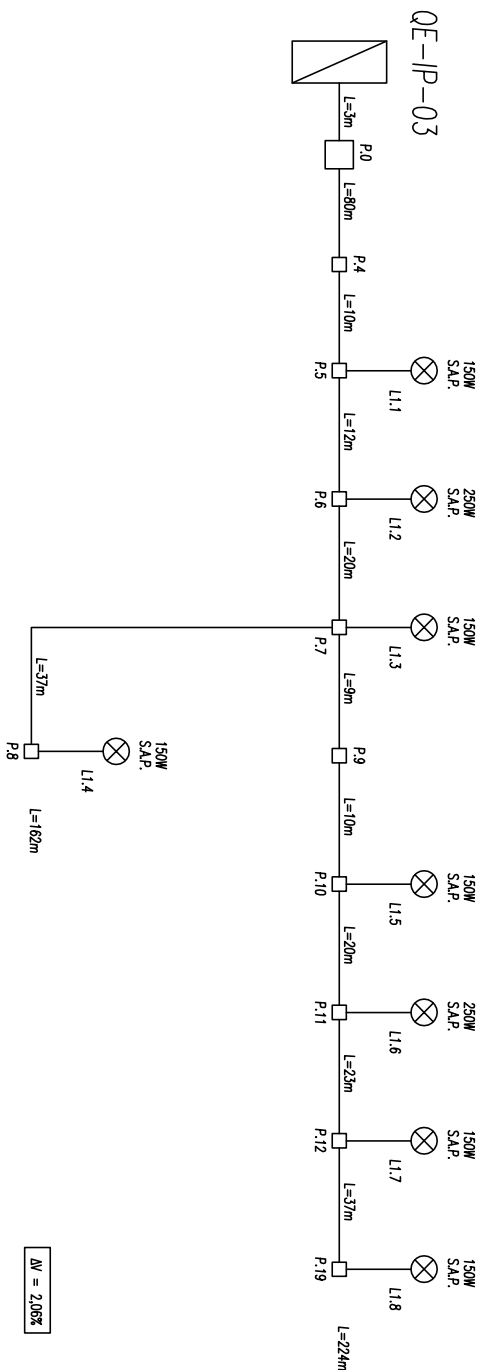 QE-IP-03
L=3m
P.0
L=80m
P.4
L=10m
P.5
150W
S.A.P.
L1.1
L=12m
P.6
250W
S.A.P.
L1.2
L=20m
P.7
150W
S.A.P.
L1.3
L=37m
P.8
150W
S.A.P.
L1.4
L=162m
L=9m
P.9
L=10m
P.10
150W
S.A.P.
L1.5
L=20m
P.11
250W
S.A.P.
L1.6
L=23m
P.12
150W
S.A.P.
L1.7
L=37m
P.19
150W
S.A.P.
L1.8
L=224m
ΔV = 2,06%